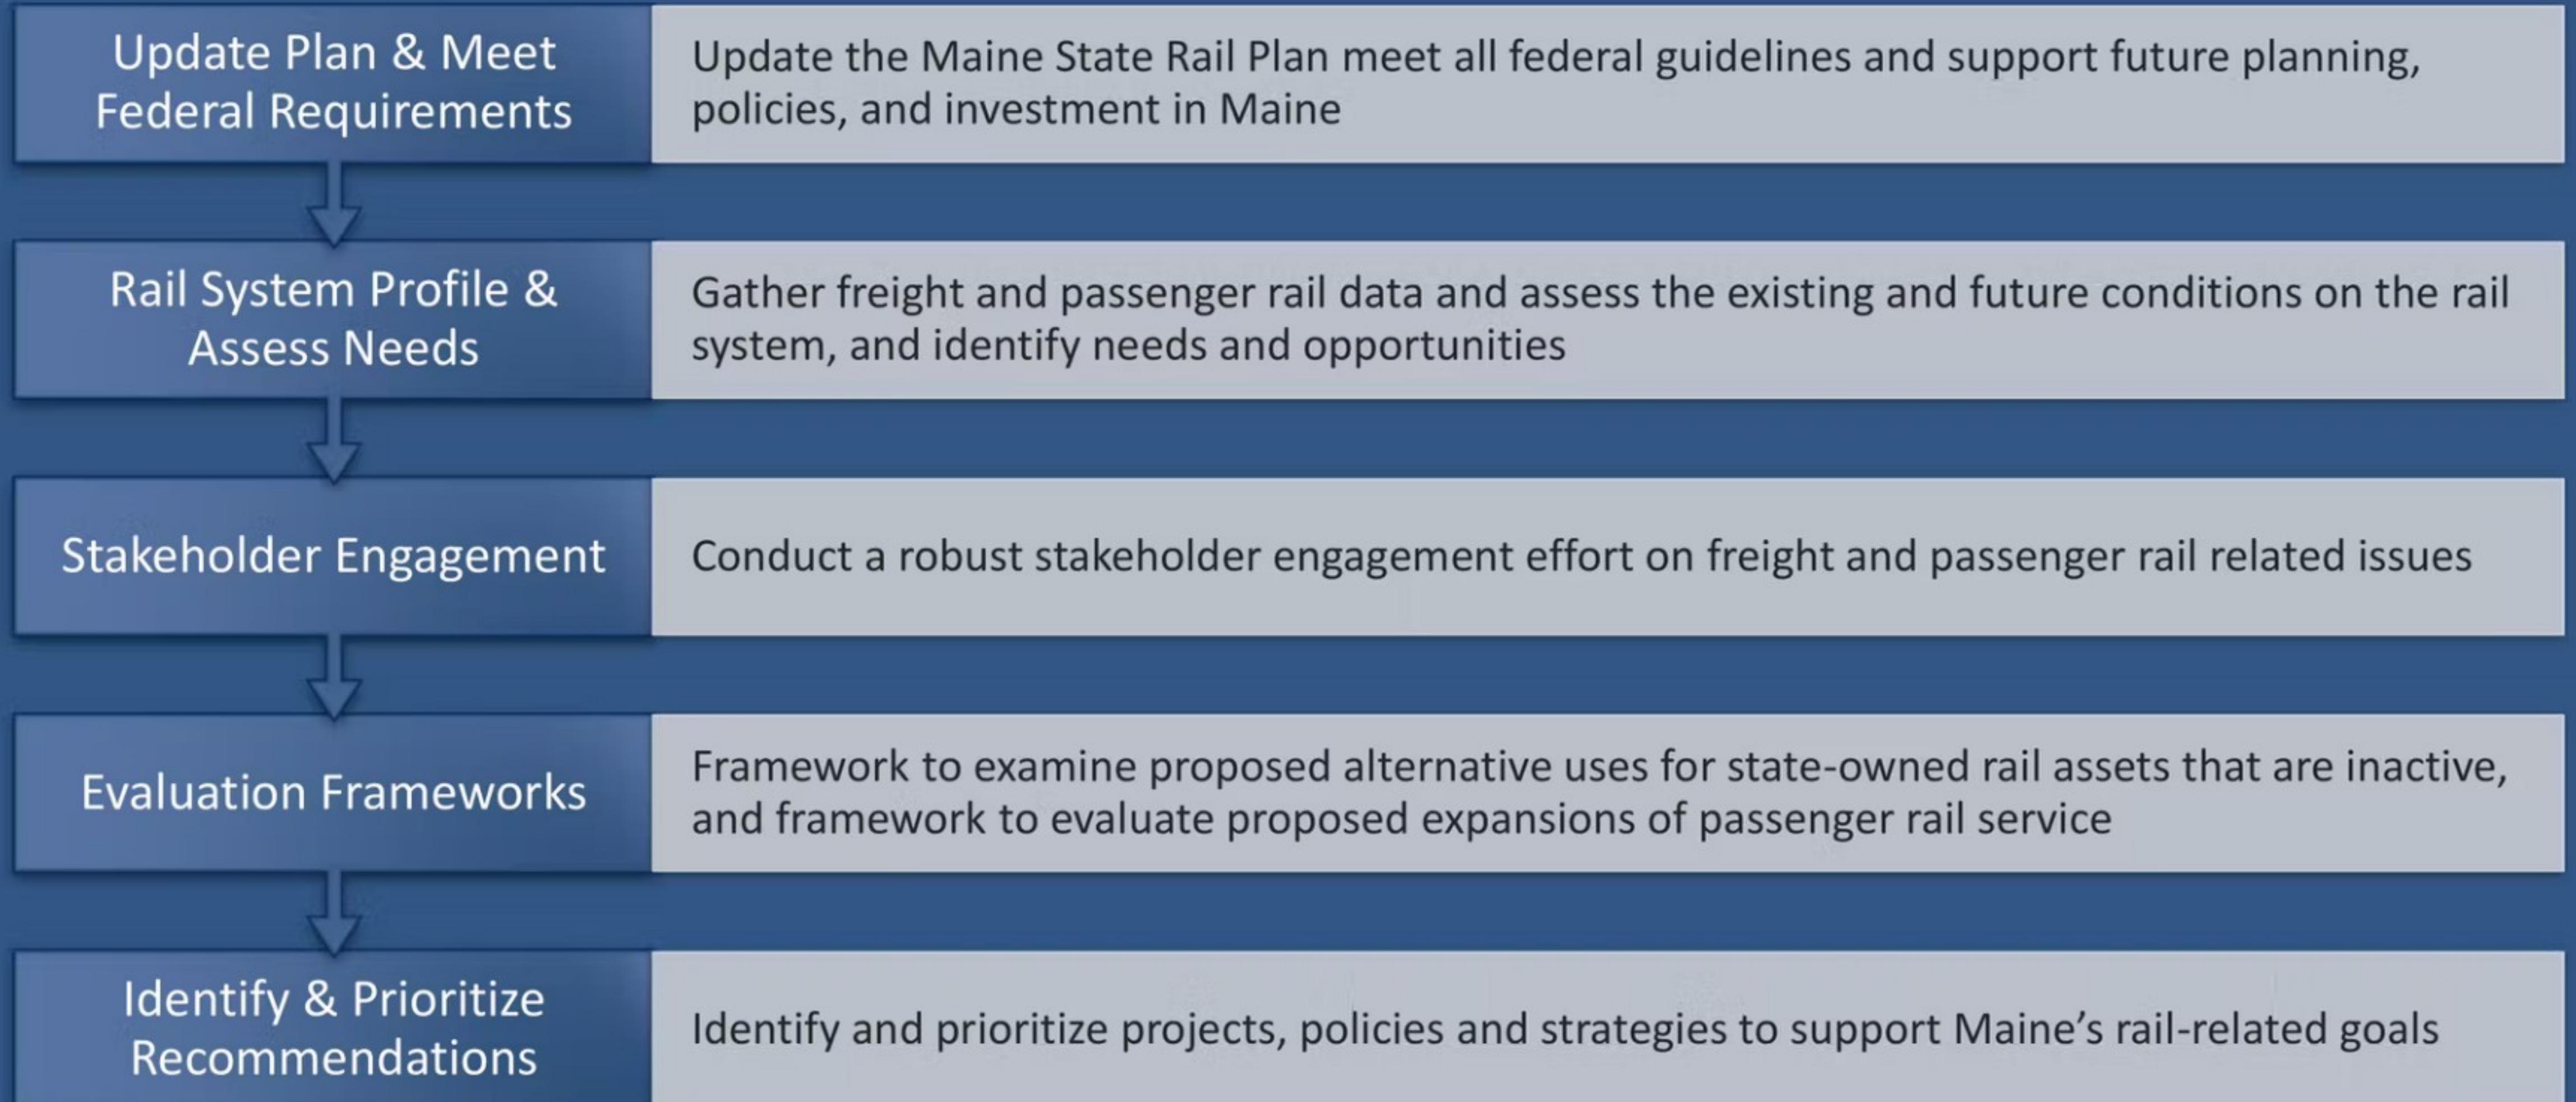 Update Plan & Meet
Federal Requirements
Update the Maine State Rail Plan meet all federal guidelines and support future planning,
policies, and investment in Maine
Rail System Profile &
Assess Needs
Gather freight and passenger rail data and assess the existing and future conditions on the rail
system, and identify needs and opportunities
Stakeholder Engagement
Conduct a robust stakeholder engagement effort on freight and passenger rail related issues
Evaluation Frameworks
Framework to examine proposed alternative uses for state-owned rail assets that are inactive,
and framework to evaluate proposed expansions of passenger rail service
Identify & Prioritize
Recommendations
Identify and prioritize projects, policies and strategies to support Maine’s rail-related goals